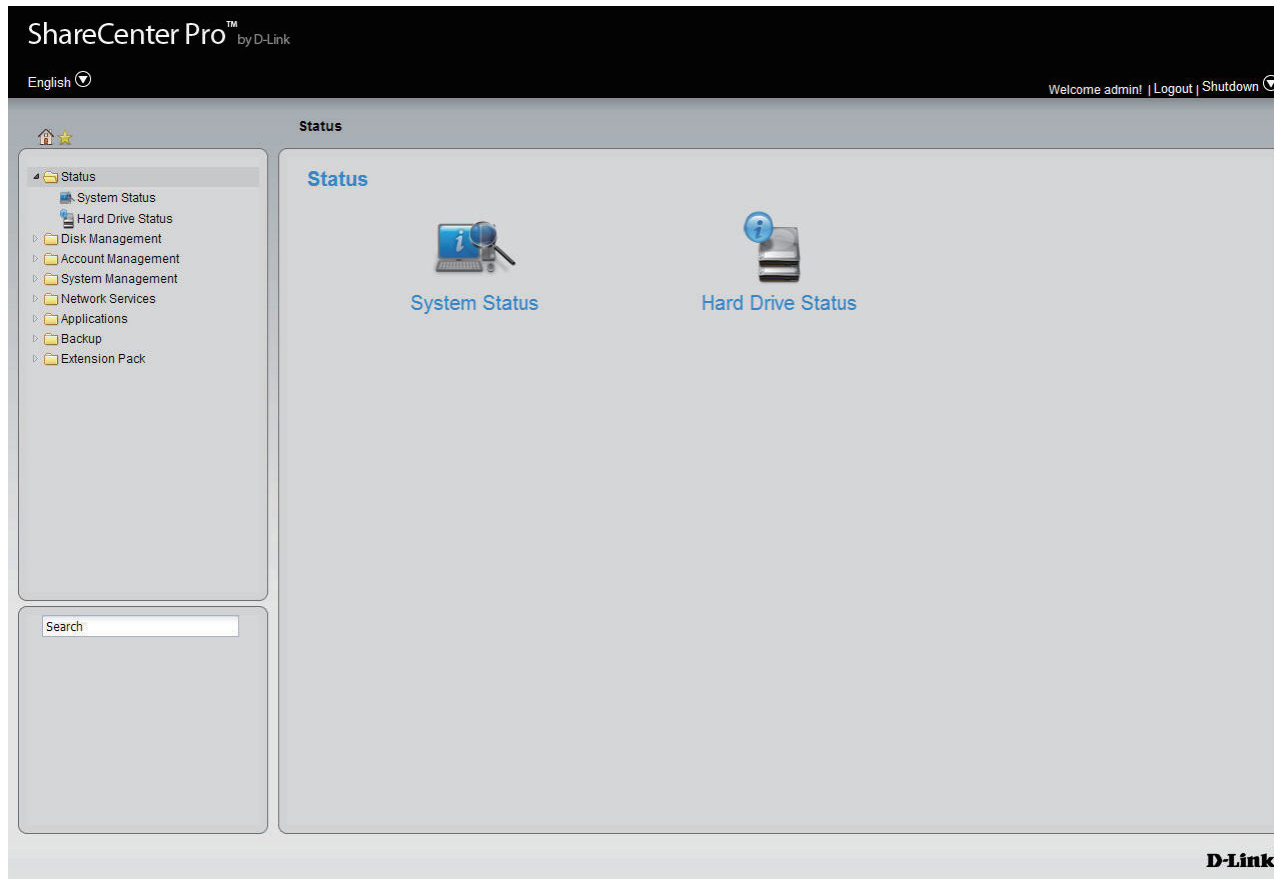 ShareCenter Pro™ by D-Link
English
Welcome admin! | Logout | Shutdown
Status
Status
System Status
Hard Drive Status
Disk Management
Account Management
System Management
Network Services
Applications
Backup
Extension Pack
Search
Status
System Status
Hard Drive Status
D-Link